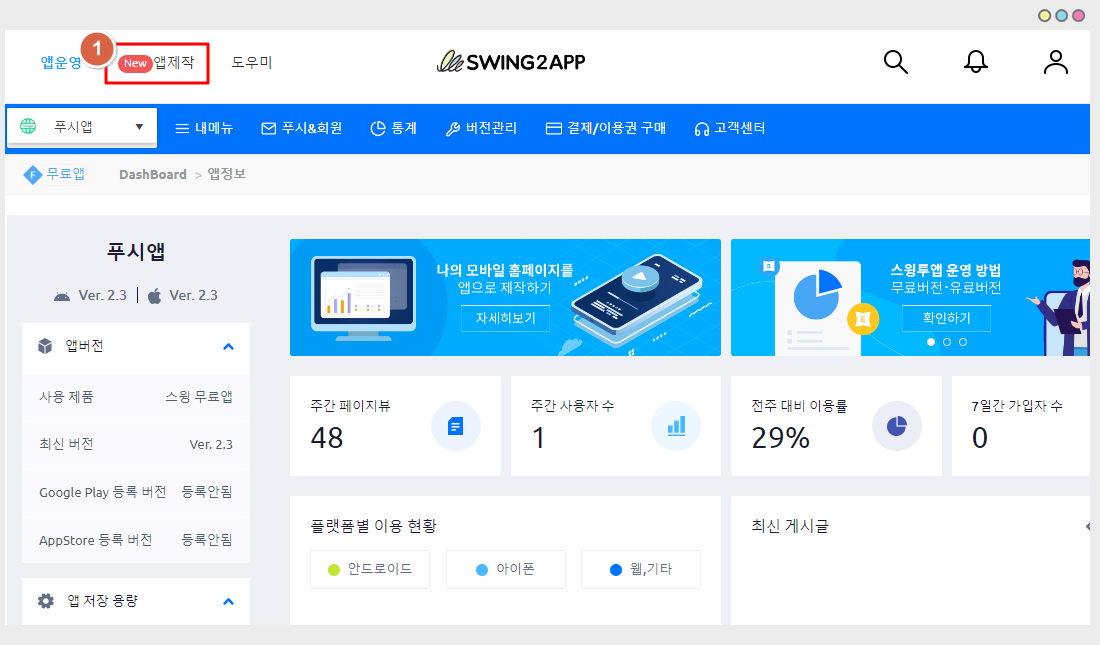 앱운영
1
New 앱제작
도우미
SWING2APP
푸시앱
내메뉴
푸시&회원
통계
버전관리
결제/이용권 구매
고객센터
F 무료앱
DashBoard > 앱정보
푸시앱
Ver. 2.3 | Ver. 2.3
앱버전
사용 제품 스윙 무료앱
최신 버전 Ver. 2.3
Google Play 등록 버전 등록안됨
AppStore 등록 버전 등록안됨
앱 저장 용량
나의 모바일 홈페이지를
앱으로 제작하기
자세히보기
스윙투앱 운영 방법
무료버전·유료버전
확인하기
E
주간 페이지뷰
48
주간 사용자 수
1
전주 대비 이용률
29%
7일간 가입자 수
0
플랫폼별 이용 현황
안드로이드
아이폰
웹,기타
최신 게시글